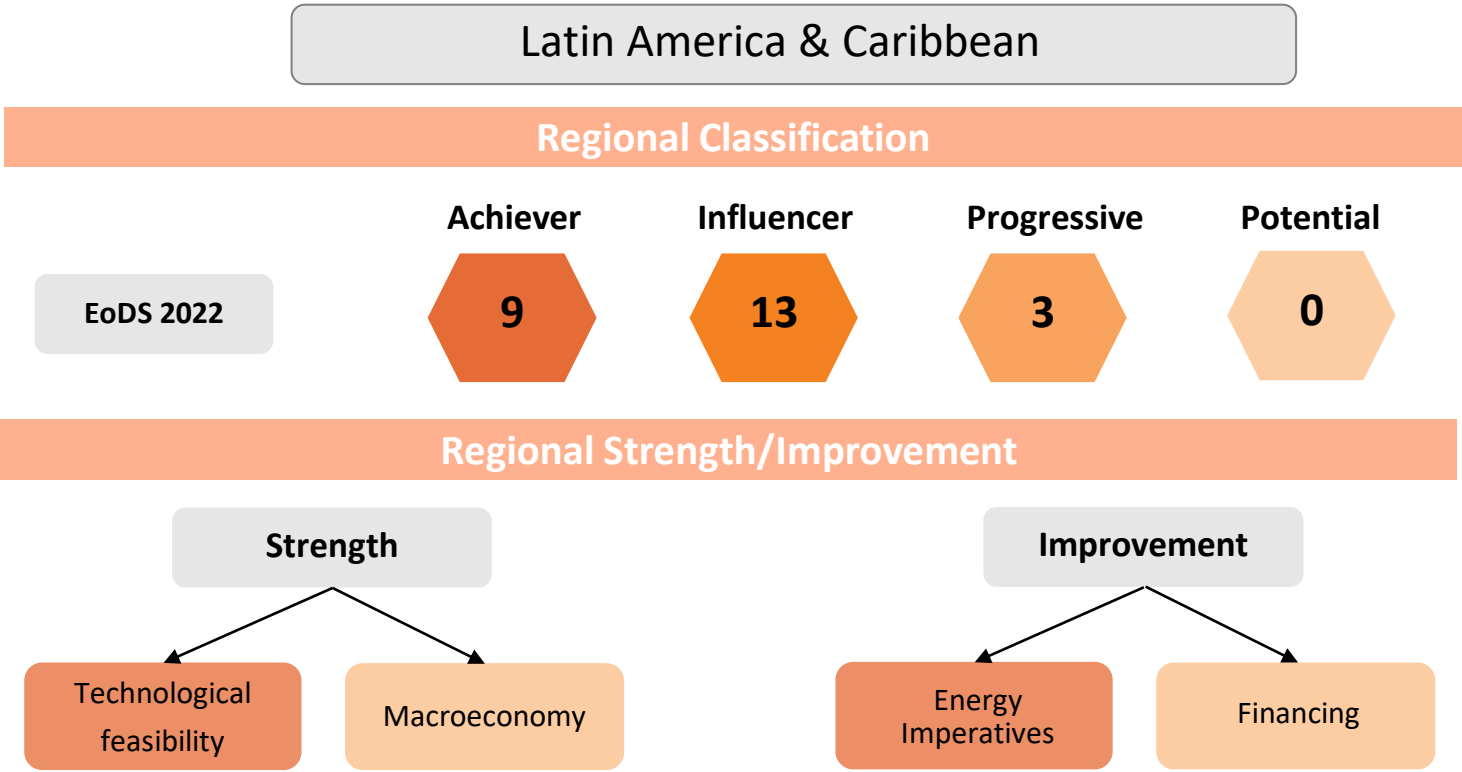 Latin America & Caribbean
Regional Classification
Achiever
Influencer
Progressive
Potential
EoDS 2022
9
13
3
0
Regional Strength/Improvement
Strength
Improvement
Technological
feasibility
Macroeconomy
Energy
Imperatives
Financing